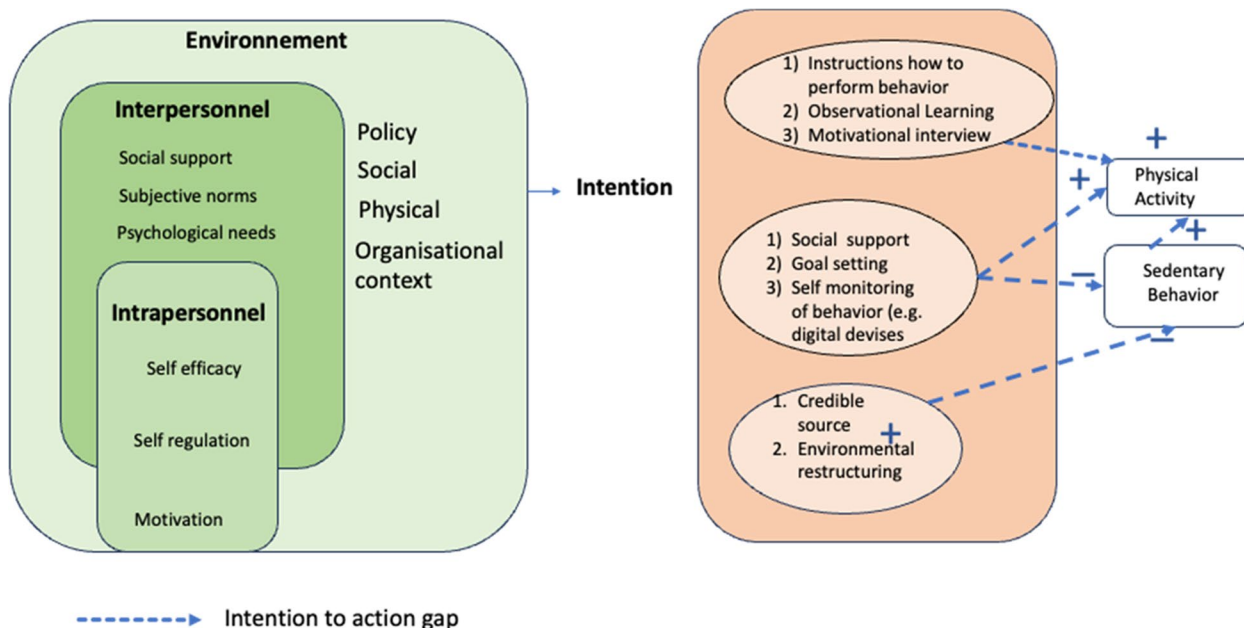 Environnement
Interpersonnel
Social support
Subjective norms
Psychological needs
Intrapersonnel
Self efficacy
Self regulation
Motivation
Policy
Social
Physical
Organisational
context
Intention
1) Instructions how to
perform behavior
2) Observational Learning
3) Motivational interview
1) Social support
2) Goal setting
3) Self monitoring
of behavior (e.g.
digital devises
1. Credible
source
+
2. Environmental
restructuring
+
+
Physical
Activity
+
−
Sedentary
Behavior
−
Intention to action gap